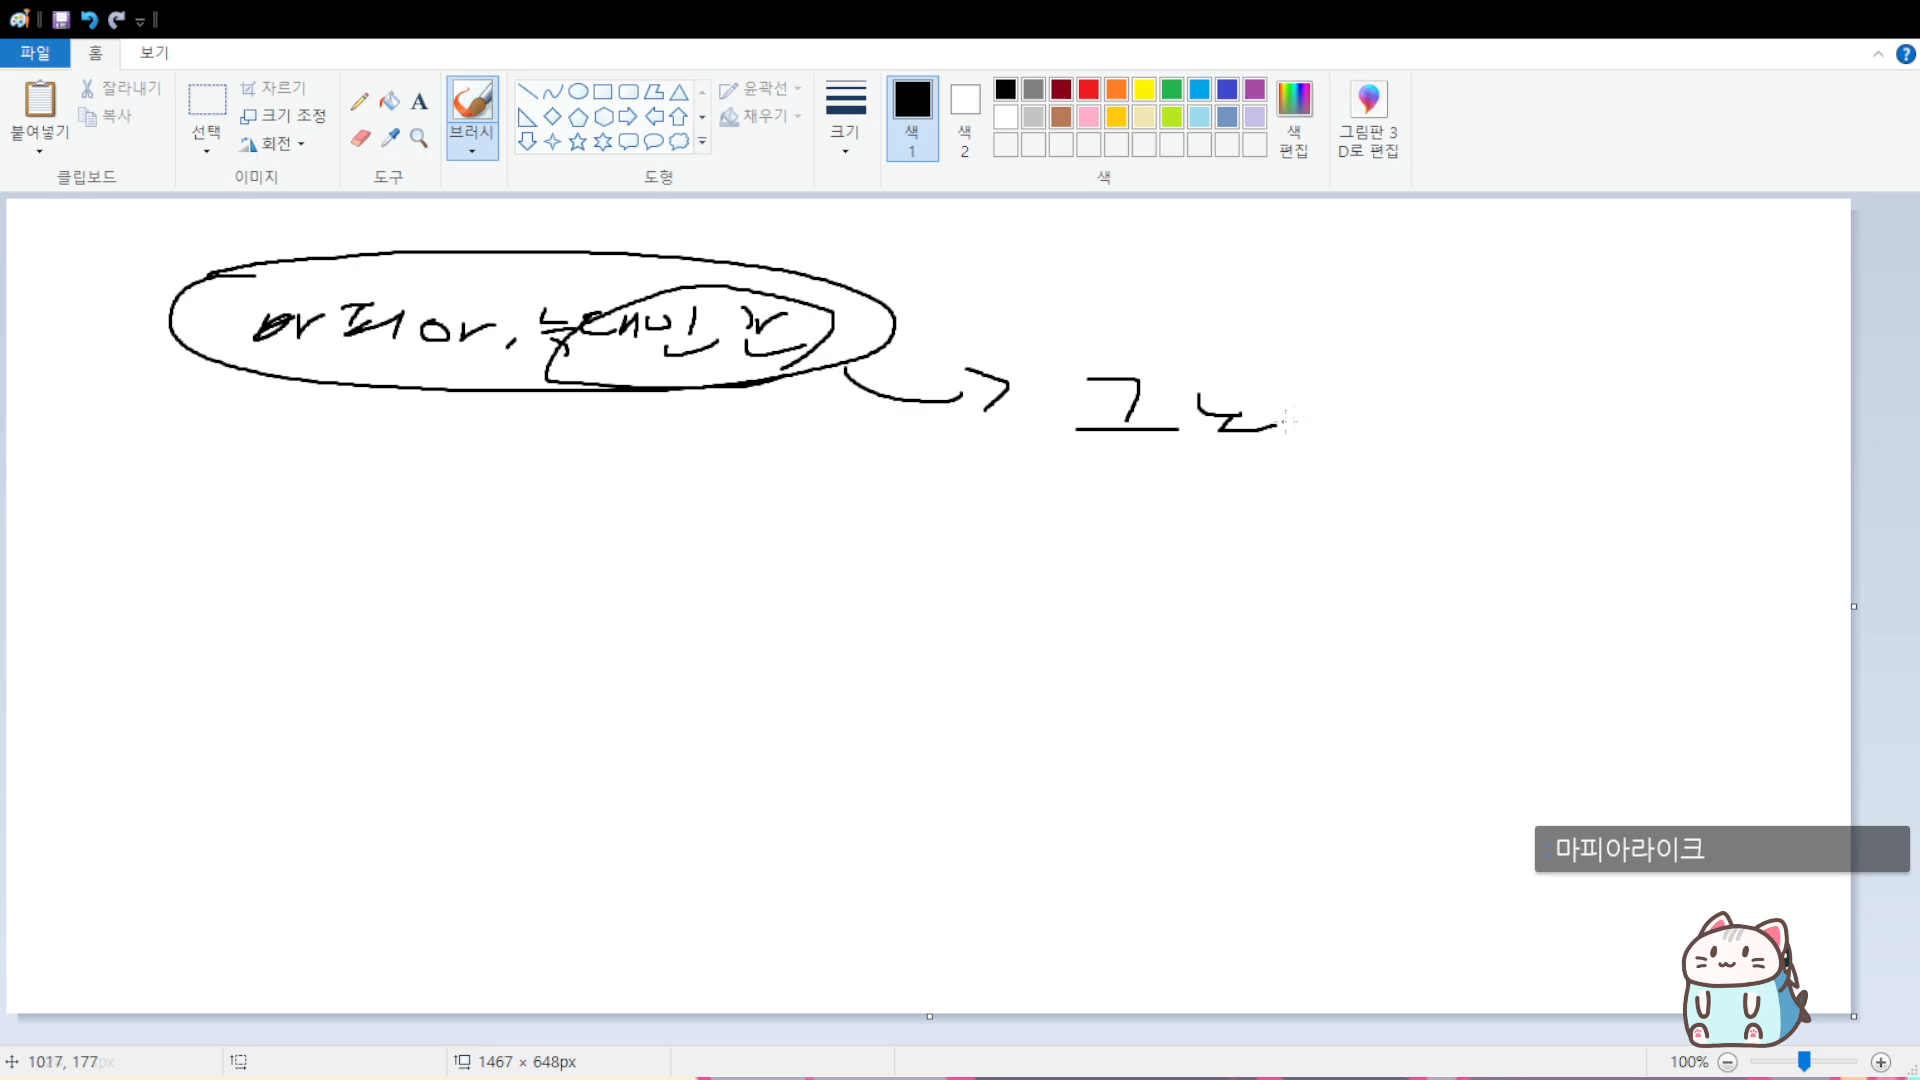 파일 홈 보기
붙여넣기
잘라내기
복사
클립보드
선택
자르기
크기 조정
회전
이미지
도구
브러시
윤곽선
채우기
도형
크기
색
1
색
2
색
편집
색
그림판 3
D로 편집
마피아, 늑대인간
그 는
마피아라이크
1017, 177px
1467 × 648px
100%